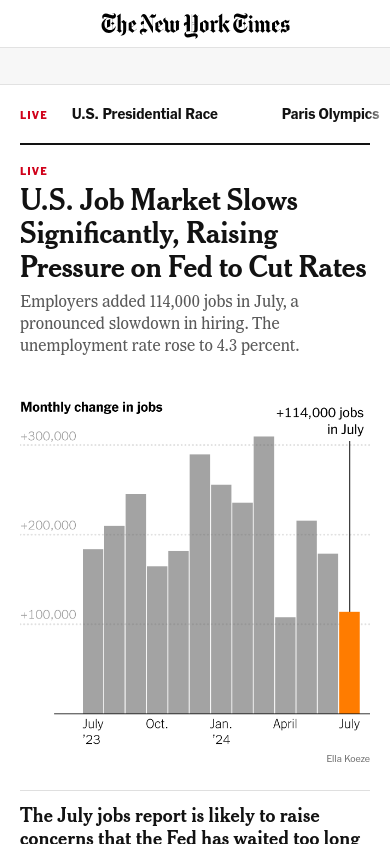 The New York Times
LIVE U.S. Presidential Race Paris Olympics
LIVE
U.S. Job Market Slows
Significantly, Raising
Pressure on Fed to Cut Rates
Employers added 114,000 jobs in July, a
pronounced slowdown in hiring. The
unemployment rate rose to 4.3 percent.
Monthly change in jobs
+114,000 jobs
in July
+300,000
+200,000
+100,000
July Oct. Jan. April July
’23 ’24
Ella Koeze
The July jobs report is likely to raise
concerns that the Fed has waited too long